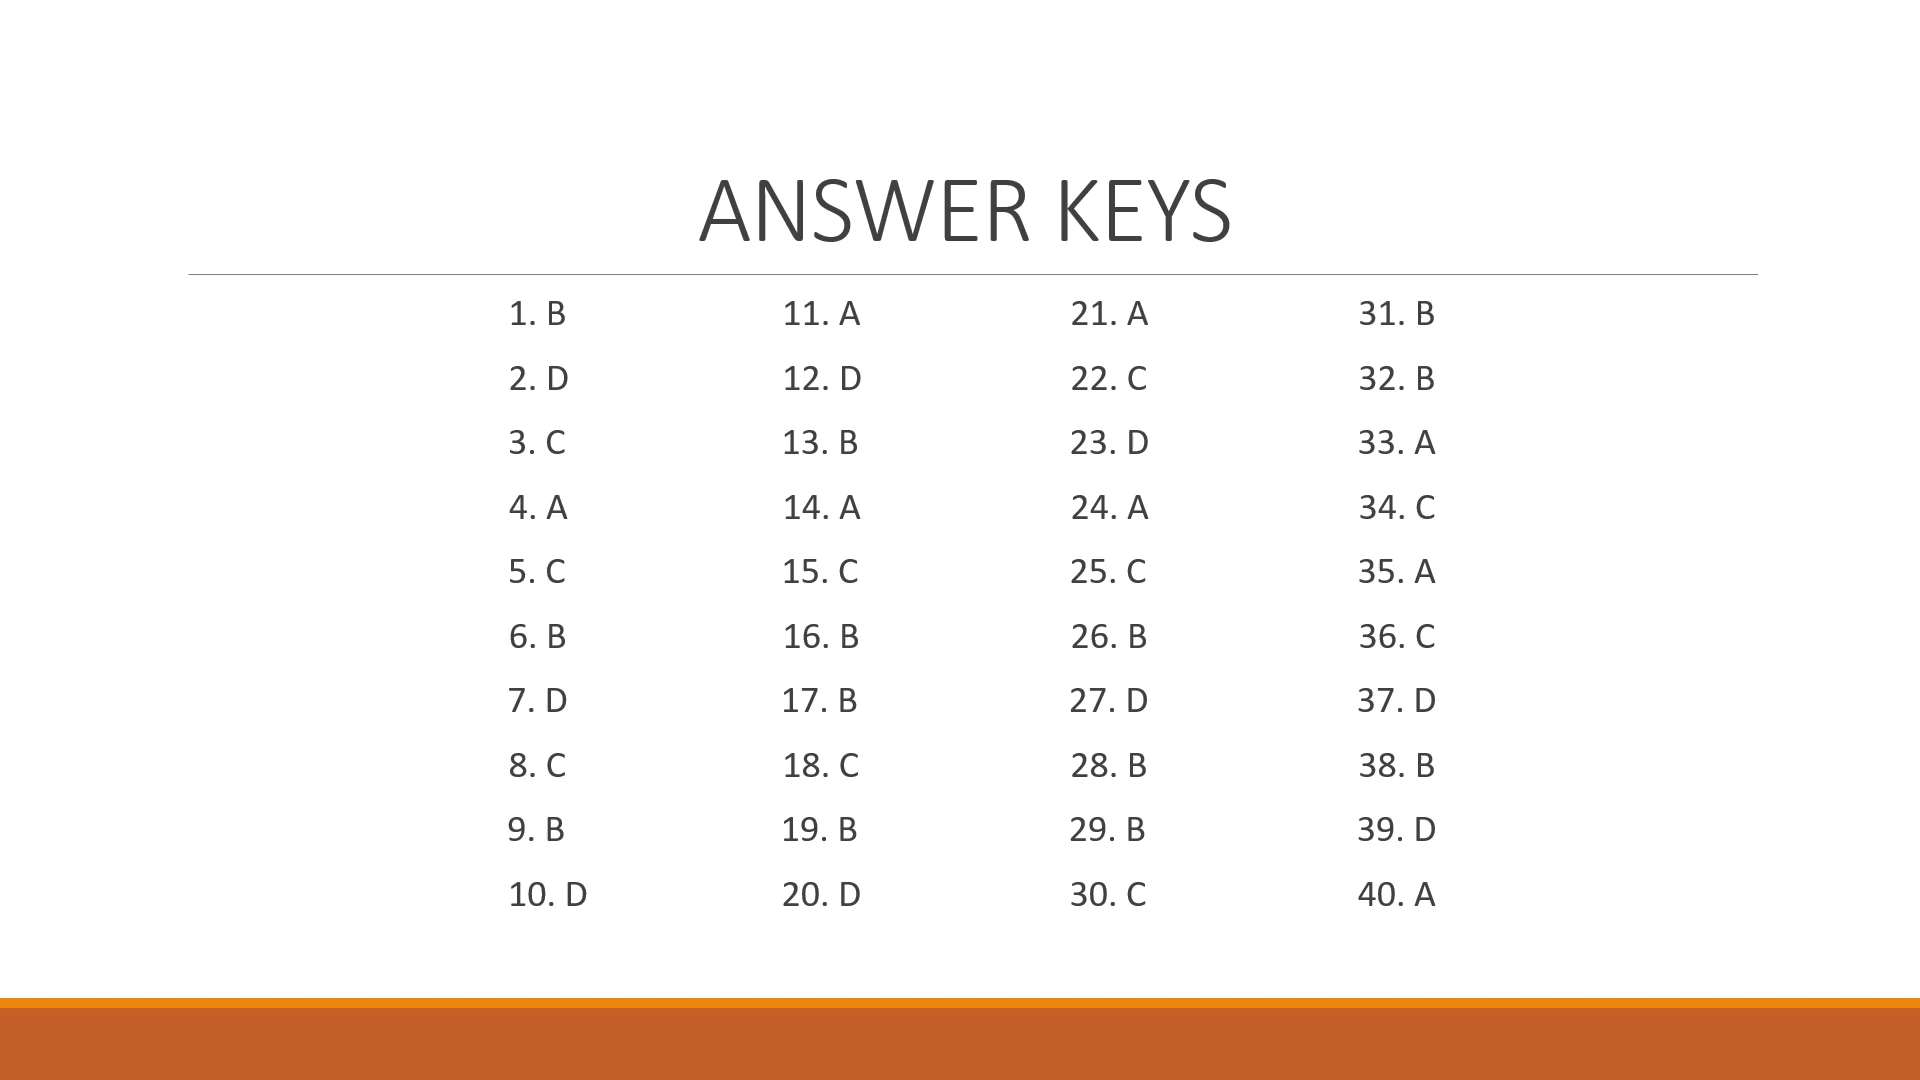 ANSWER KEYS
1. B
2. D
3. C
4. A
5. C
6. B
7. D
8. C
9. B
10. D
11. A
12. D
13. B
14. A
15. C
16. B
17. B
18. C
19. B
20. D
21. A
22. C
23. D
24. A
25. C
26. B
27. D
28. B
29. B
30. C
31. B
32. B
33. A
34. C
35. A
36. C
37. D
38. B
39. D
40. A